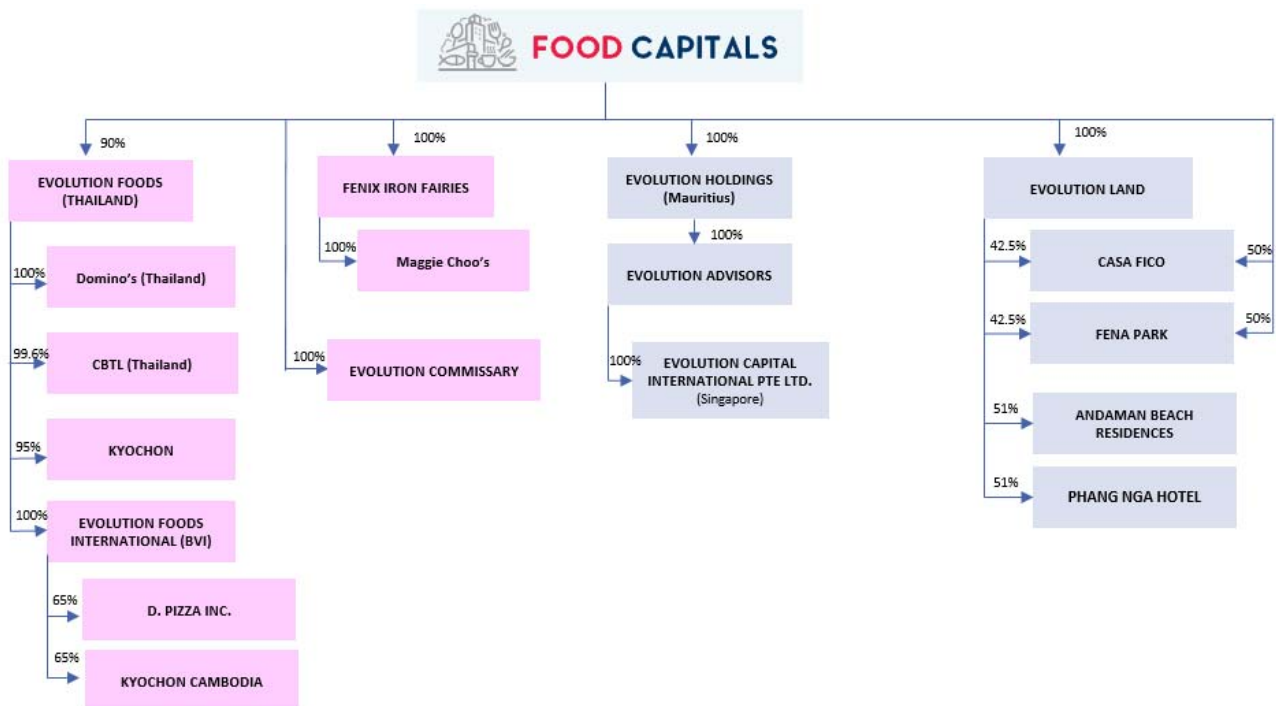 FOOD CAPITALS
90%
EVOLUTION FOODS
(THAILAND)
100%
Domino's (Thailand)
99.6%
CBTL (Thailand)
95%
KYOCHON
100%
EVOLUTION FOODS
INTERNATIONAL (BVI)
65%
D. PIZZA INC.
65%
KYOCHON CAMBODIA
100%
FENIX IRON FAIRIES
100%
Maggie Choo's
100%
EVOLUTION COMMISSARY
100%
EVOLUTION HOLDINGS
(Mauritius)
100%
EVOLUTION ADVISORS
100%
EVOLUTION CAPITAL
INTERNATIONAL PTE LTD.
(Singapore)
100%
EVOLUTION LAND
42.5%
CASA FICO
50%
42.5%
FENA PARK
50%
51%
ANDAMAN BEACH
RESIDENCES
51%
PHANG NGA HOTEL